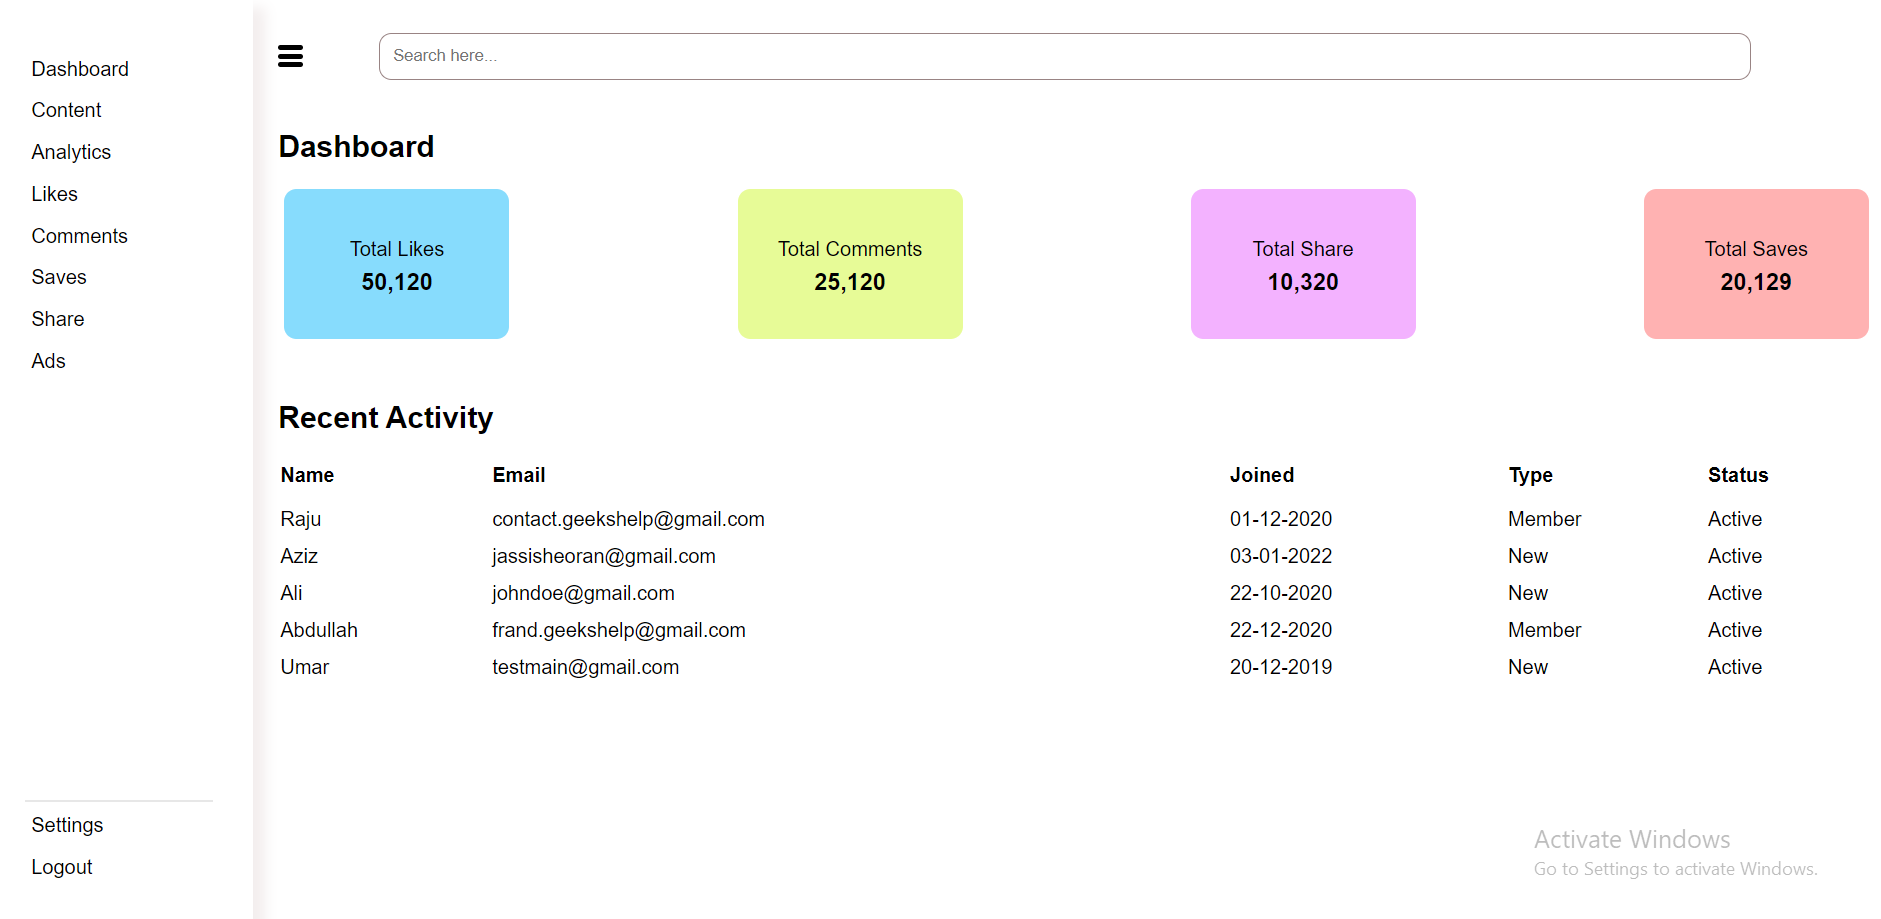 Dashboard
Content
Analytics
Likes
Comments
Saves
Share
Ads
Settings
Logout
Search here...
Dashboard
Total Likes
50,120
Total Comments
25,120
Total Share
10,320
Total Saves
20,129
Recent Activity
Name Email Joined Type Status
Raju contact.geekshelp@gmail.com 01-12-2020 Member Active
Aziz jassisheoran@gmail.com 03-01-2022 New Active
Ali johndoe@gmail.com 22-10-2020 New Active
Abdullah frand.geekshelp@gmail.com 22-12-2020 Member Active
Umar testmain@gmail.com 20-12-2019 New Active
Activate Windows
Go to Settings to activate Windows.